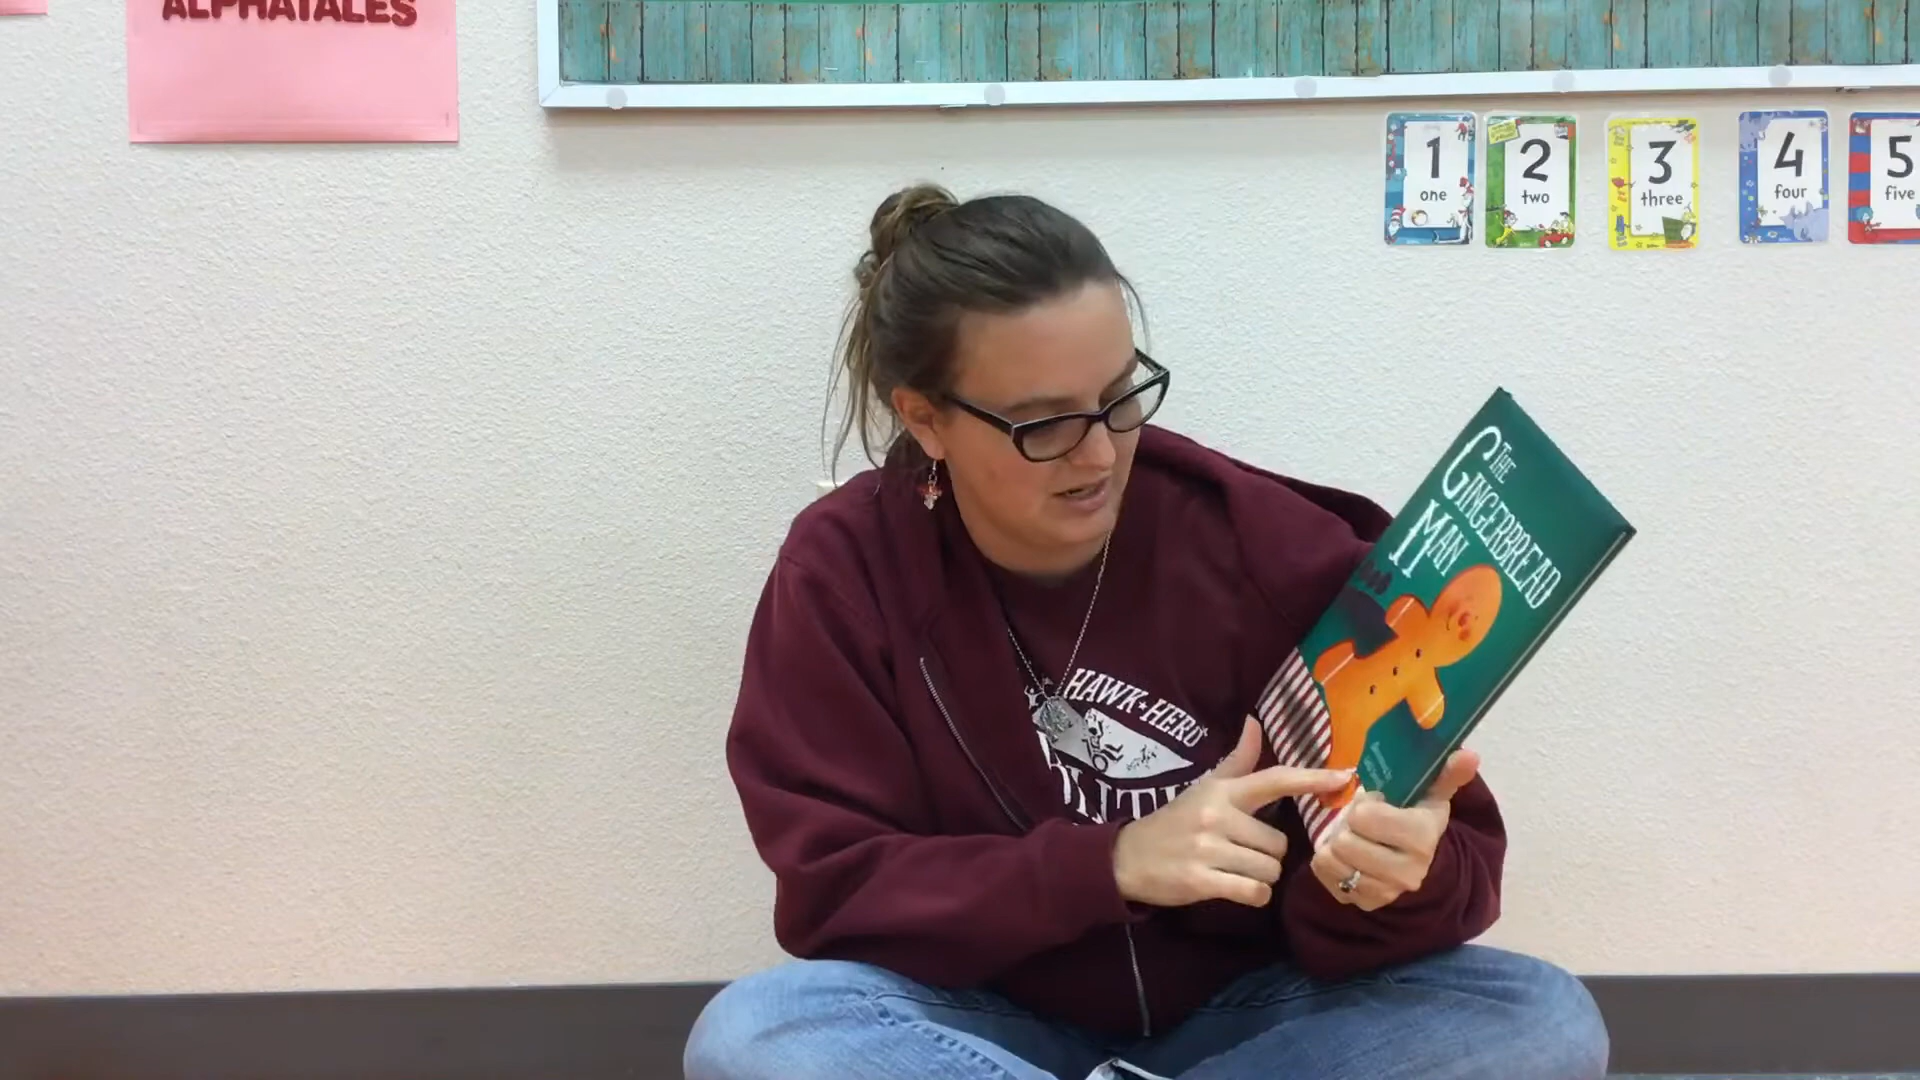 ALPHATALES
1
one
2
two
3
three
4
four
5
five
THE
GINGERBREAD
MAN
HAWK★HERO